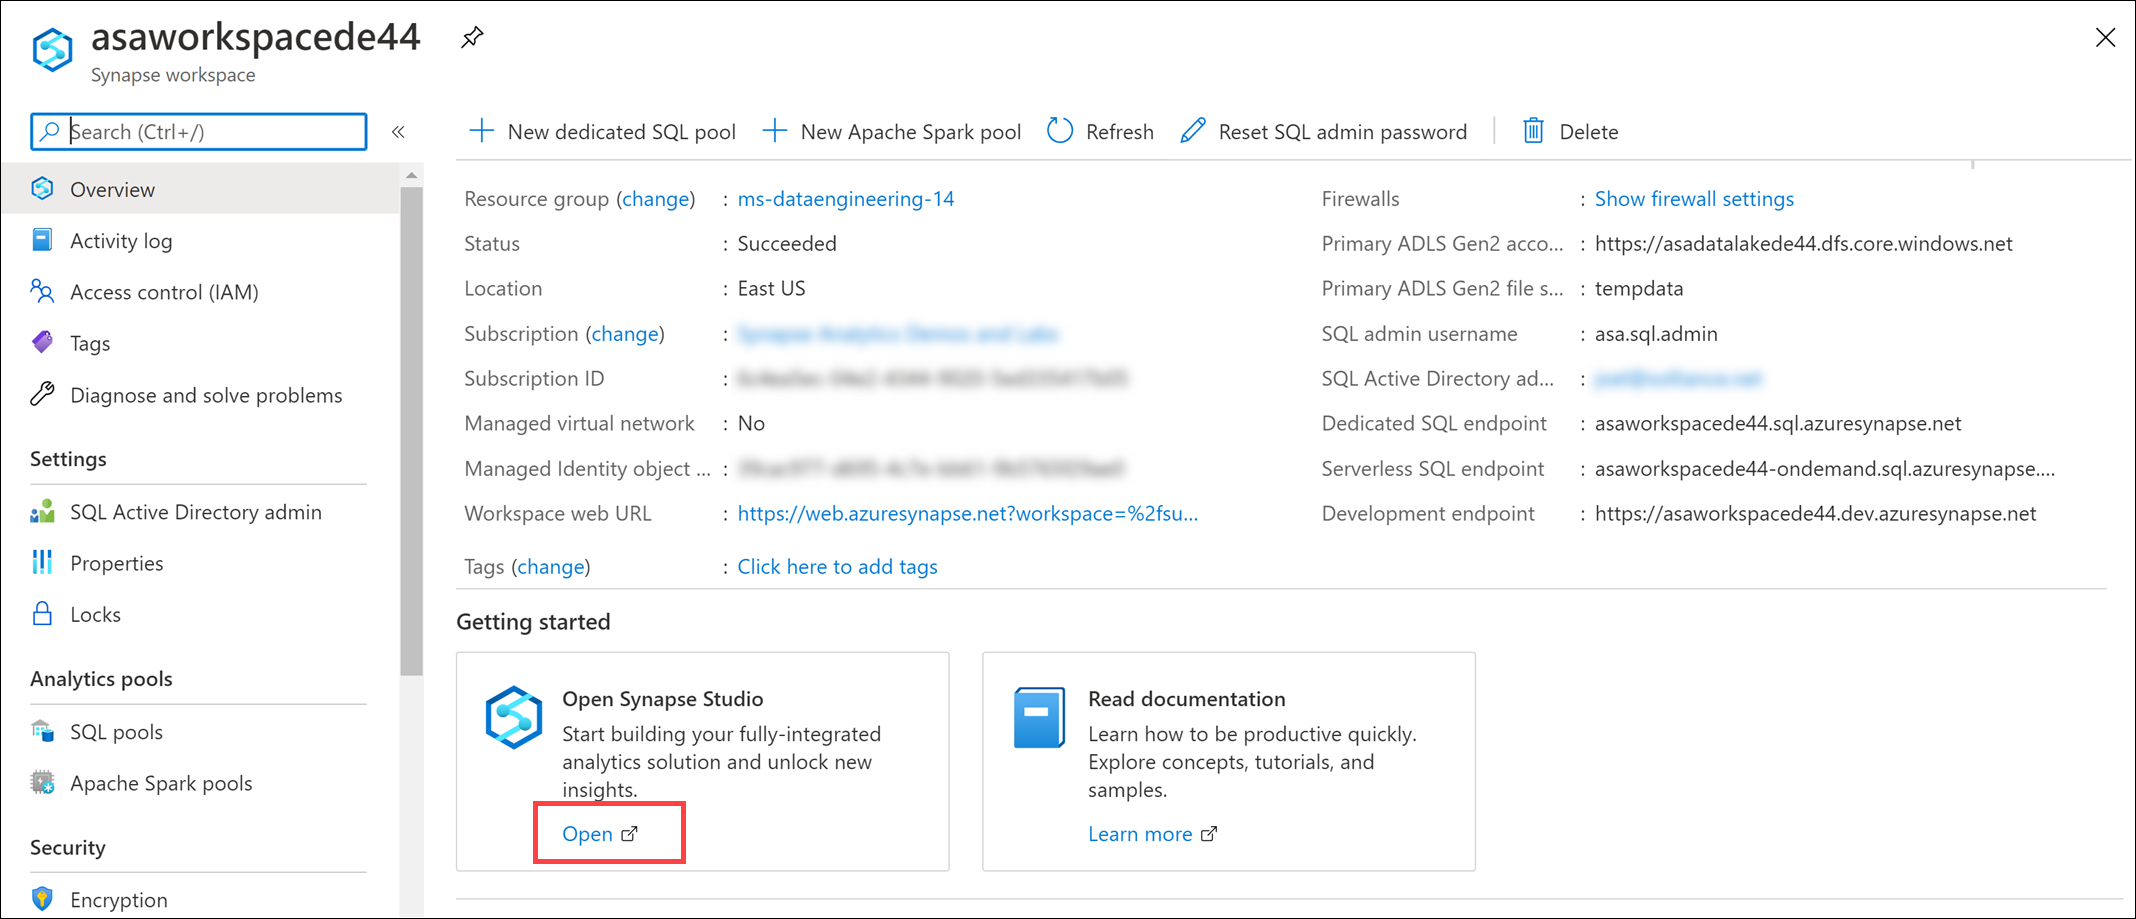 asaworkspacede44
Synapse workspace
Search (Ctrl+/)
«
New dedicated SQL pool
New Apache Spark pool
Refresh
Reset SQL admin password
Delete
Overview
Activity log
Access control (IAM)
Tags
Diagnose and solve problems
Settings
SQL Active Directory admin
Properties
Locks
Analytics pools
SQL pools
Apache Spark pools
Security
Encryption
Resource group (change) : ms-dataengineering-14
Status : Succeeded
Location : East US
Subscription (change) : Synapse Analytics Demos and Labs
Subscription ID :
Managed virtual network : No
Managed Identity object ... :
Workspace web URL : https://web.azuresynapse.net?workspace=%2fsu...
Tags (change) : Click here to add tags
Firewalls : Show firewall settings
Primary ADLS Gen2 acco... : https://asadatalakede44.dfs.core.windows.net
Primary ADLS Gen2 file s... : tempdata
SQL admin username : asa.sql.admin
SQL Active Directory ad... :
Dedicated SQL endpoint : asaworkspacede44.sql.azuresynapse.net
Serverless SQL endpoint : asaworkspacede44-ondemand.sql.azuresynapse....
Development endpoint : https://asaworkspacede44.dev.azuresynapse.net
Getting started
Open Synapse Studio
Start building your fully-integrated
analytics solution and unlock new
insights.
Open
Read documentation
Learn how to be productive quickly.
Explore concepts, tutorials, and
samples.
Learn more